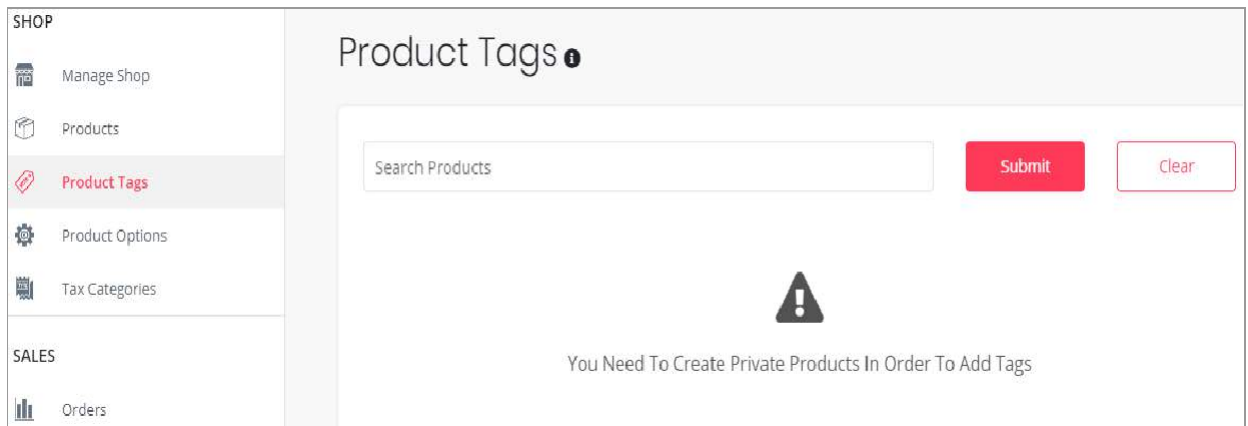 SHOP
Manage Shop
Products
Product Tags
Product Options
Tax Categories
SALES
Orders
Product Tags
Search Products
Submit
Clear
You Need To Create Private Products In Order To Add Tags